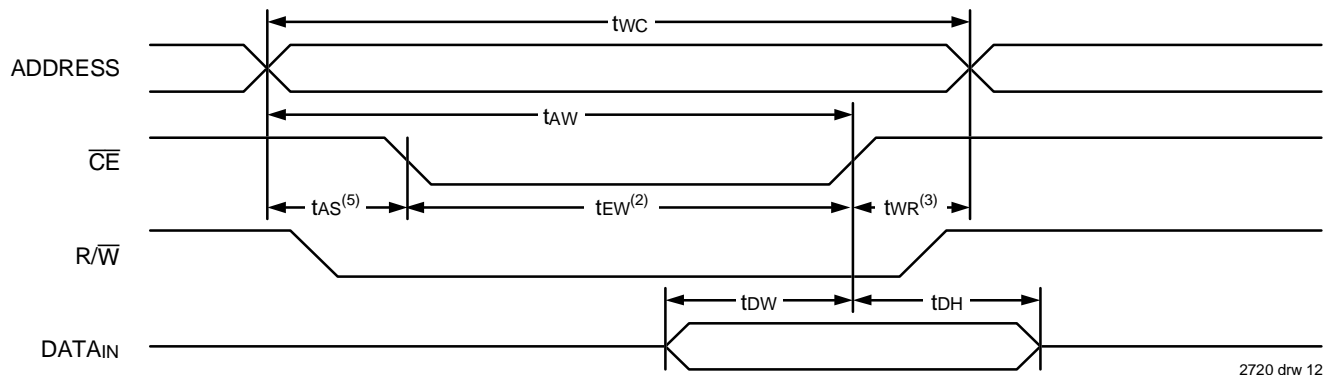 tWC
ADDRESS
tAW
CE
tAS(5)
tEW(2)
tWR(3)
R/W
tDW
tDH
DATAIN
2720 drw 12